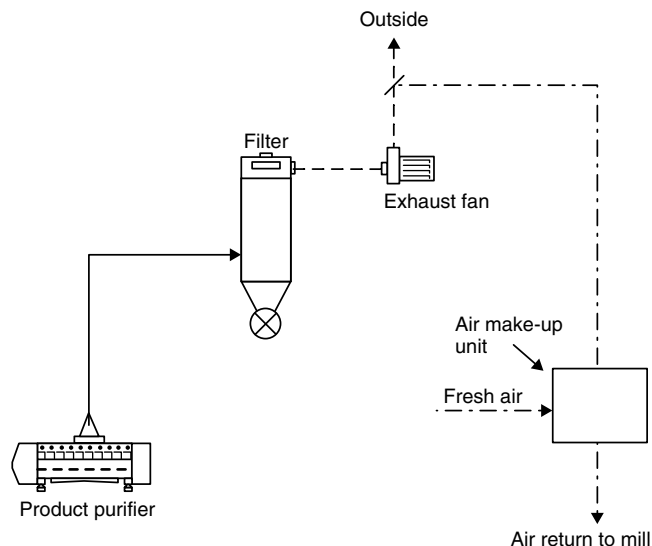 Outside
Filter
Exhaust fan
Air make-up
unit
Fresh air
Product purifier
Air return to mill